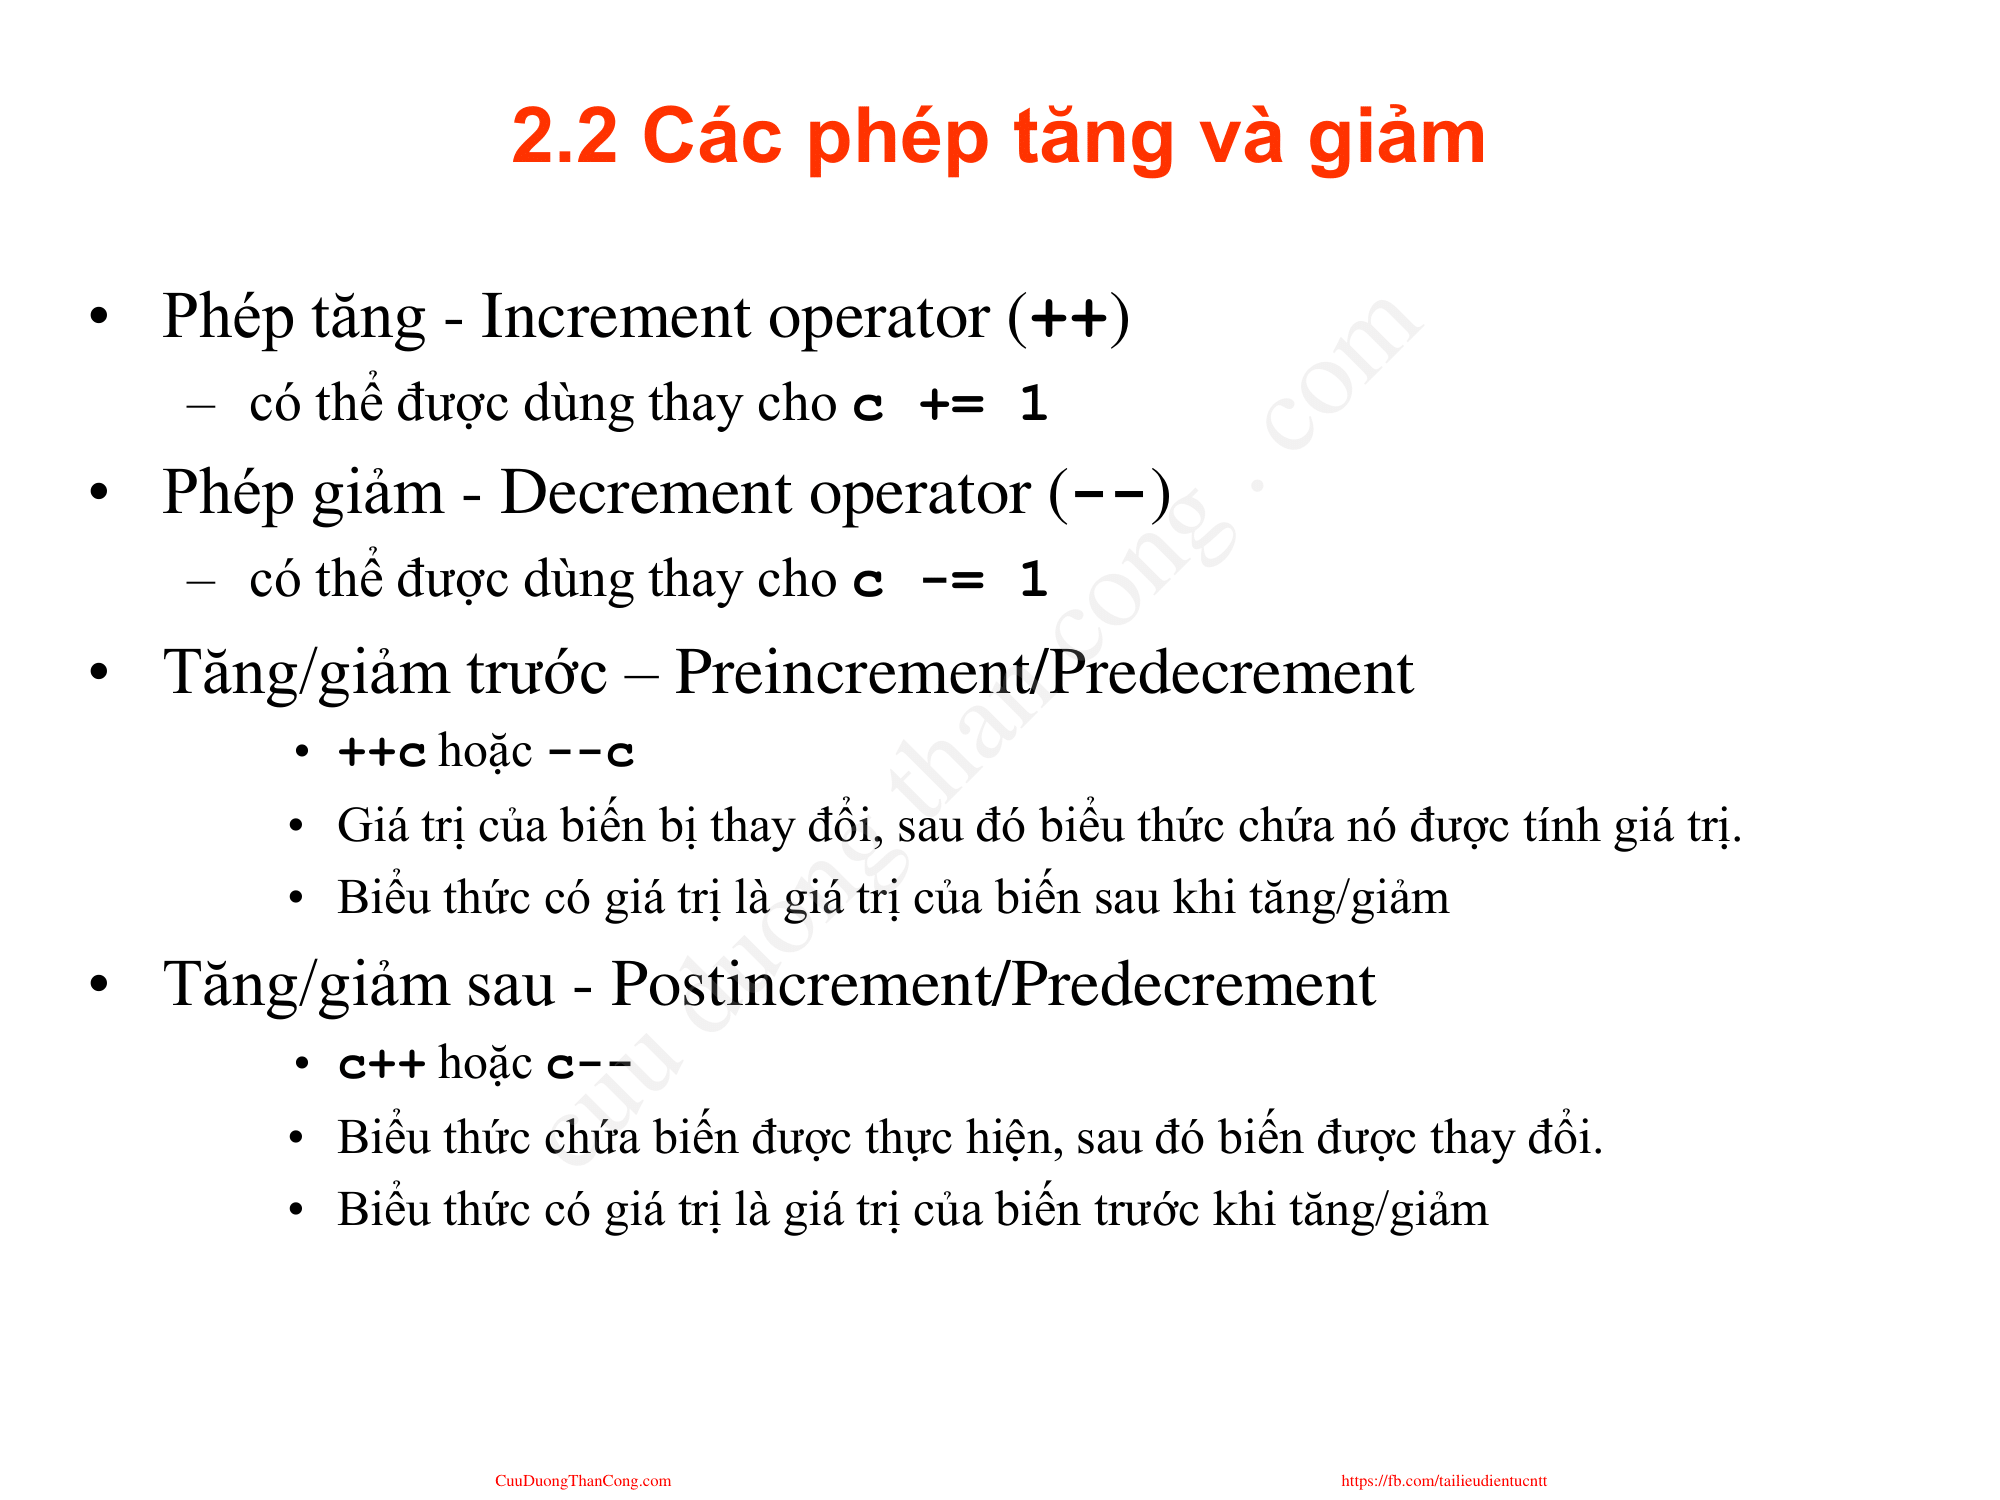 2.2 Các phép tăng và giảm
• Phép tăng - Increment operator (++)
– có thể được dùng thay cho c += 1
• Phép giảm - Decrement operator (--)
– có thể được dùng thay cho c -= 1
• Tăng/giảm trước – Preincrement/Predecrement
• ++c hoặc --c
• Giá trị của biến bị thay đổi, sau đó biểu thức chứa nó được tính giá trị.
• Biểu thức có giá trị là giá trị của biến sau khi tăng/giảm
• Tăng/giảm sau - Postincrement/Predecrement
• c++ hoặc c--
• Biểu thức chứa biến được thực hiện, sau đó biến được thay đổi.
• Biểu thức có giá trị là giá trị của biến trước khi tăng/giảm
cuu duong than cong . com
CuuDuongThanCong.com
https://fb.com/tailieudientucntt